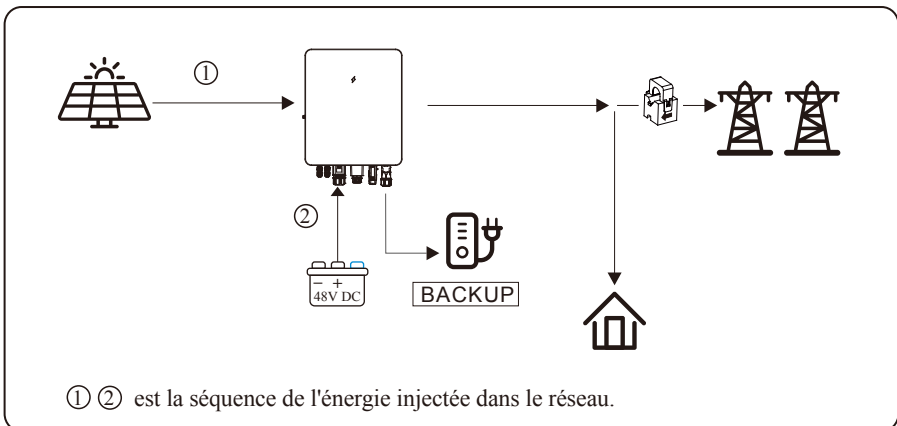 ①
②
− +
48V DC
BACKUP
① ② est la séquence de l'énergie injectée dans le réseau.